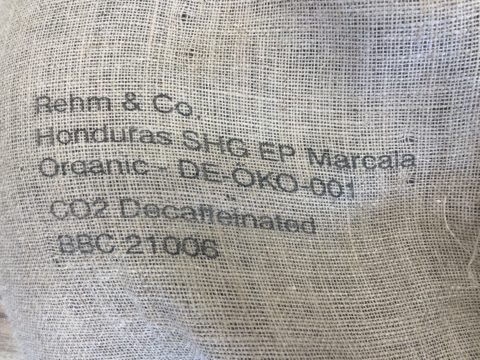 Rehm & Co.
Honduras SHG EP Marcala
Organic - DE-ÖKO-001
CO2 Decaffeinated
BBC 21006